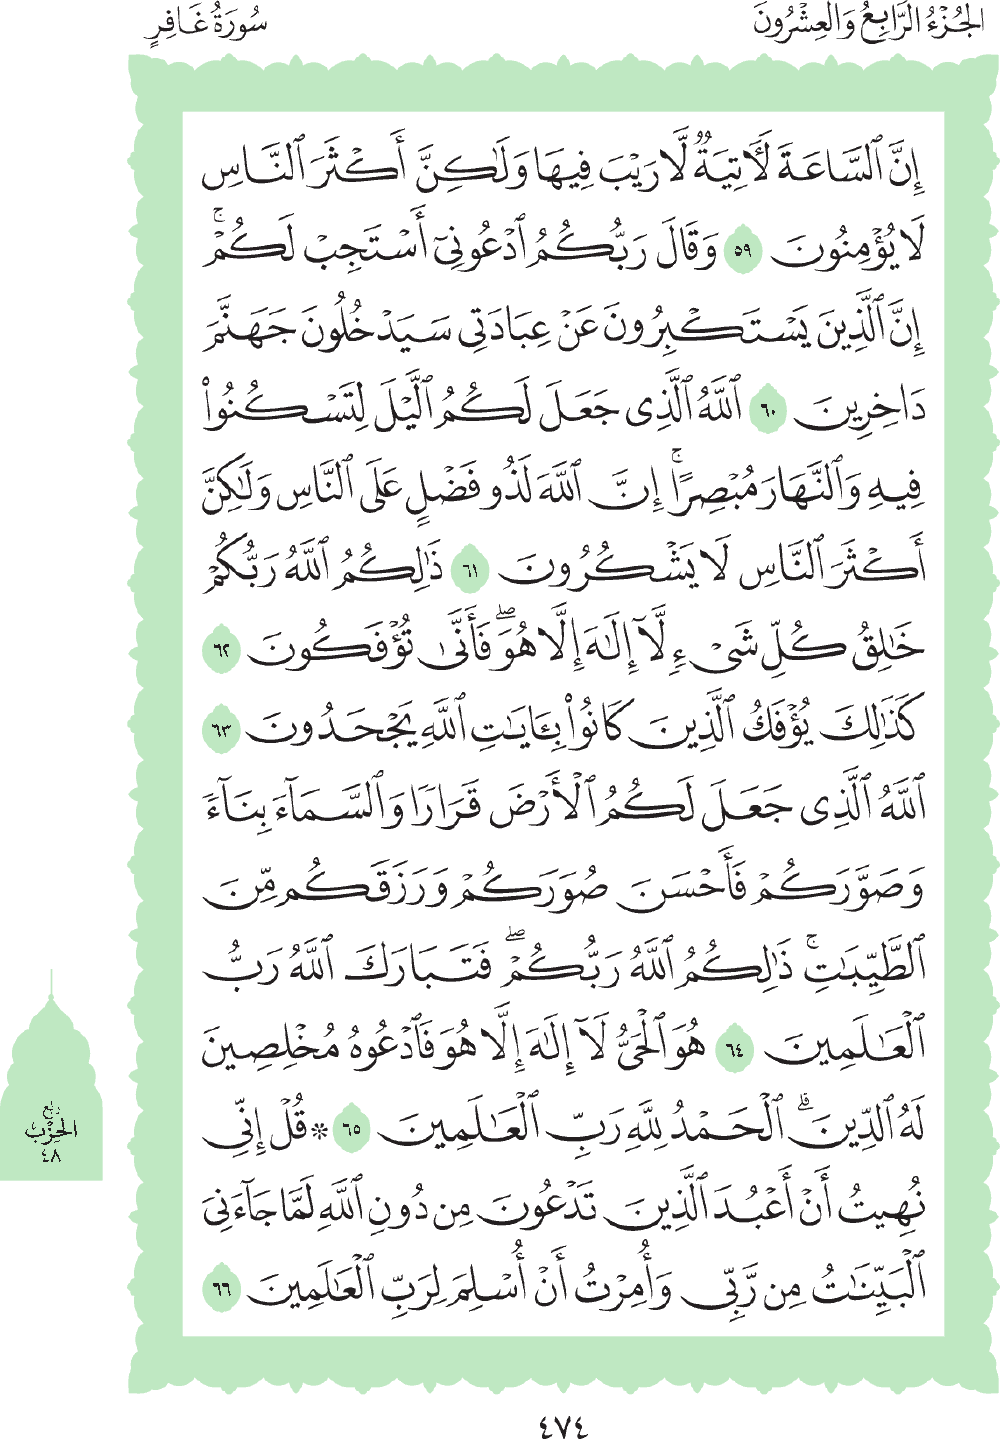 الجُزْءُ الرَّابِعُ وَالعِشْرُونَ
سُورَةُ غَافِرٍ
إِنَّ ٱلسَّاعَةَ لَأٓتِيَةٌ لَّا رَيْبَ فِيهَا وَلَٰكِنَّ أَكْثَرَ ٱلنَّاسِ
لَا يُؤْمِنُونَ ٥٩ وَقَالَ رَبُّكُمُ ٱدْعُونِىٓ أَسْتَجِبْ لَكُمْ ۚ
إِنَّ ٱلَّذِينَ يَسْتَكْبِرُونَ عَنْ عِبَادَتِى سَيَدْخُلُونَ جَهَنَّمَ
دَاخِرِينَ ٦٠ ٱللَّهُ ٱلَّذِى جَعَلَ لَكُمُ ٱلَّيْلَ لِتَسْكُنُوا۟
فِيهِ وَٱلنَّهَارَ مُبْصِرًا ۚ إِنَّ ٱللَّهَ لَذُو فَضْلٍ عَلَى ٱلنَّاسِ وَلَٰكِنَّ
أَكْثَرَ ٱلنَّاسِ لَا يَشْكُرُونَ ٦١ ذَٰلِكُمُ ٱللَّهُ رَبُّكُمْ
خَٰلِقُ كُلِّ شَىْءٍ لَّآ إِلَٰهَ إِلَّا هُوَ ۖ فَأَنَّىٰ تُؤْفَكُونَ ٦٢
كَذَٰلِكَ يُؤْفَكُ ٱلَّذِينَ كَانُوا۟ بِـَٔايَٰتِ ٱللَّهِ يَجْحَدُونَ ٦٣
ٱللَّهُ ٱلَّذِى جَعَلَ لَكُمُ ٱلْأَرْضَ قَرَارًا وَٱلسَّمَآءَ بِنَآءً
وَصَوَّرَكُمْ فَأَحْسَنَ صُوَرَكُمْ وَرَزَقَكُم مِّنَ
ٱلطَّيِّبَٰتِ ۚ ذَٰلِكُمُ ٱللَّهُ رَبُّكُمْ ۖ فَتَبَارَكَ ٱللَّهُ رَبُّ
ٱلْعَٰلَمِينَ ٦٤ هُوَ ٱلْحَىُّ لَآ إِلَٰهَ إِلَّا هُوَ فَٱدْعُوهُ مُخْلِصِينَ
لَهُ ٱلدِّينَ ۗ ٱلْحَمْدُ لِلَّهِ رَبِّ ٱلْعَٰلَمِينَ ٦٥ * قُلْ إِنِّى
نُهِيتُ أَنْ أَعْبُدَ ٱلَّذِينَ تَدْعُونَ مِن دُونِ ٱللَّهِ لَمَّا جَآءَنِىَ
ٱلْبَيِّنَٰتُ مِن رَّبِّى وَأُمِرْتُ أَنْ أُسْلِمَ لِرَبِّ ٱلْعَٰلَمِينَ ٦٦
ربع
الحزب
٤٨
٤٧٤